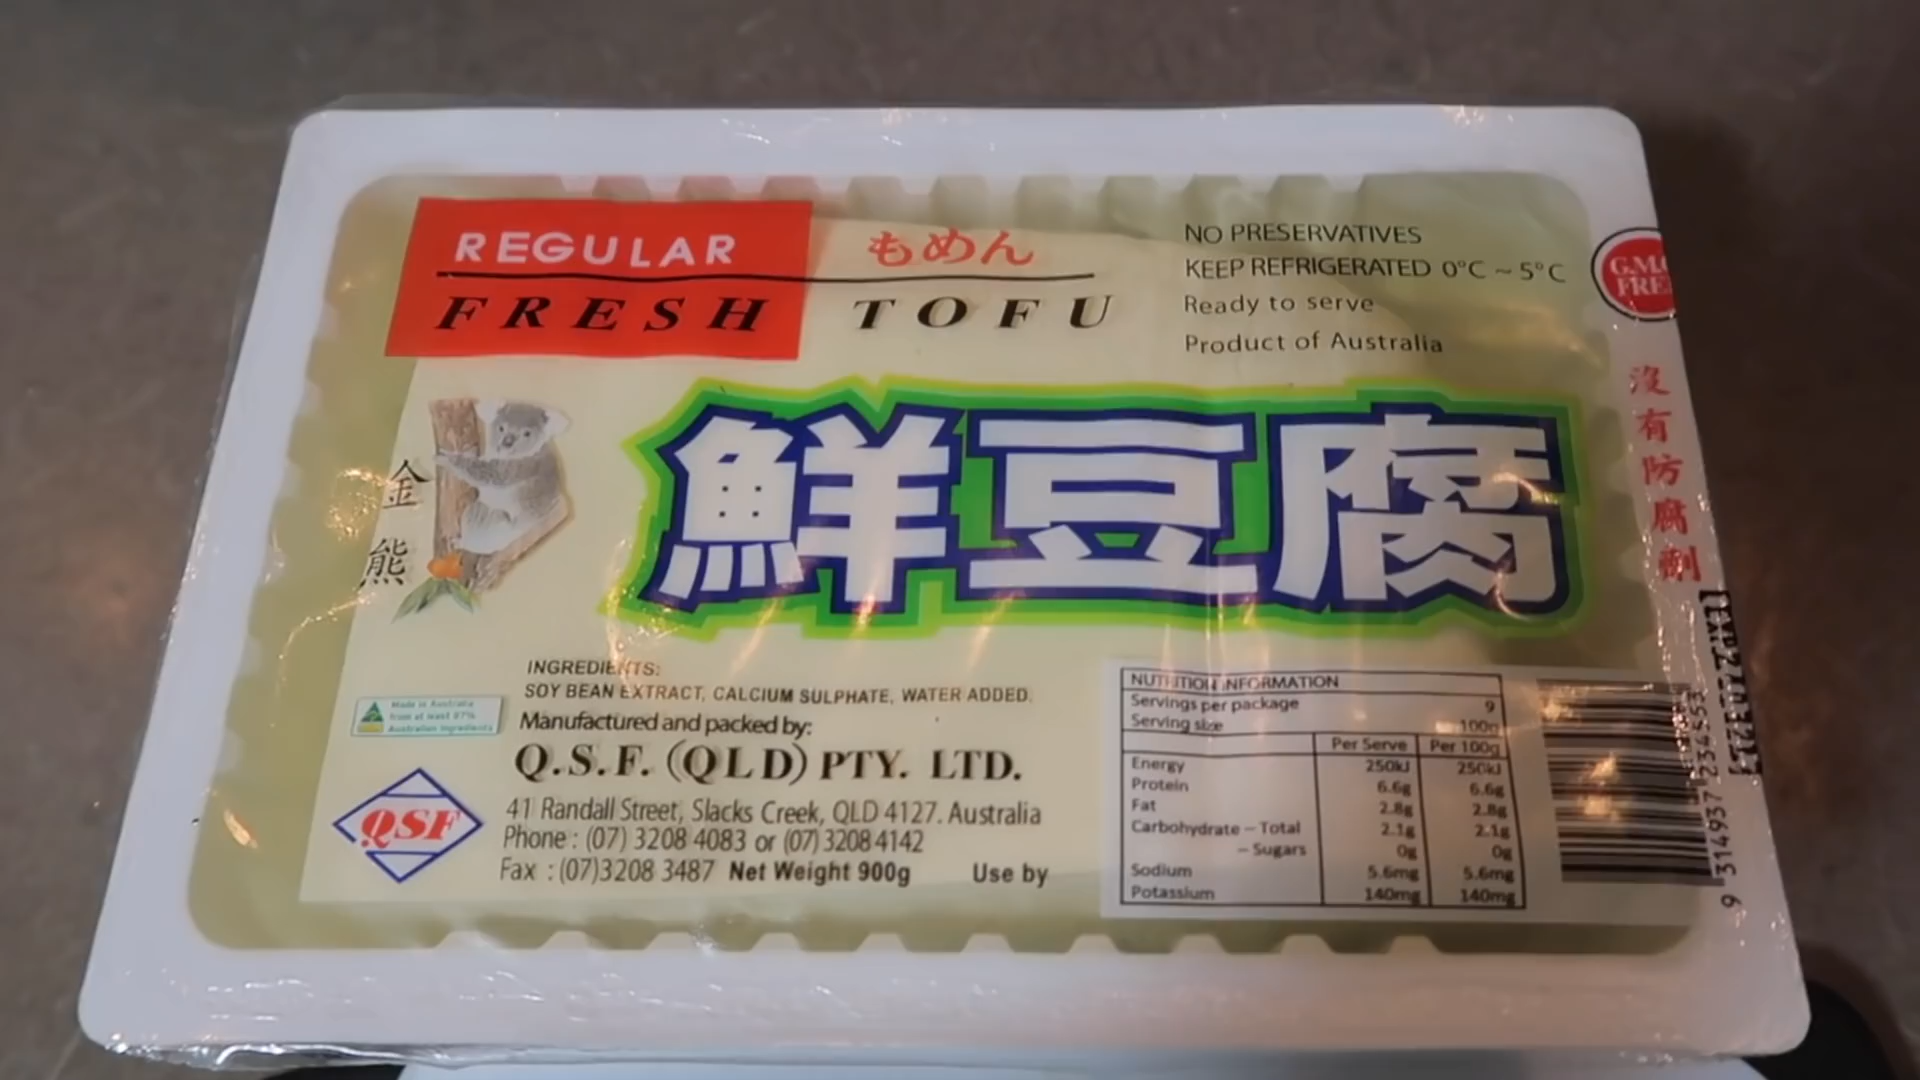 REGULAR もめん
FRESH TOFU
NO PRESERVATIVES
KEEP REFRIGERATED 0°C ~ 5°C
Ready to serve
Product of Australia
G.M.
FRE
沒有防腐劑
金熊
鮮豆腐
INGREDIENTS:
SOY BEAN EXTRACT, CALCIUM SULPHATE, WATER ADDED.
Manufactured and packed by:
Q.S.F. (QLD) PTY. LTD.
41 Randall Street, Slacks Creek, QLD 4127. Australia
Phone : (07) 3208 4083 or (07) 3208 4142
Fax : (07)3208 3487 Net Weight 900g Use by
Made in Australia
from at least 97%
Australian ingredients
QSF
NUTRITION INFORMATION
Servings per package 9
Serving size 100g
Per Serve Per 100g
Energy 250kJ 250kJ
Protein 6.6g 6.6g
Fat 2.8g 2.8g
Carbohydrate – Total 2.1g 2.1g
– Sugars 0g 0g
Sodium 5.6mg 5.6mg
Potassium 140mg 140mg
9 314937 234553